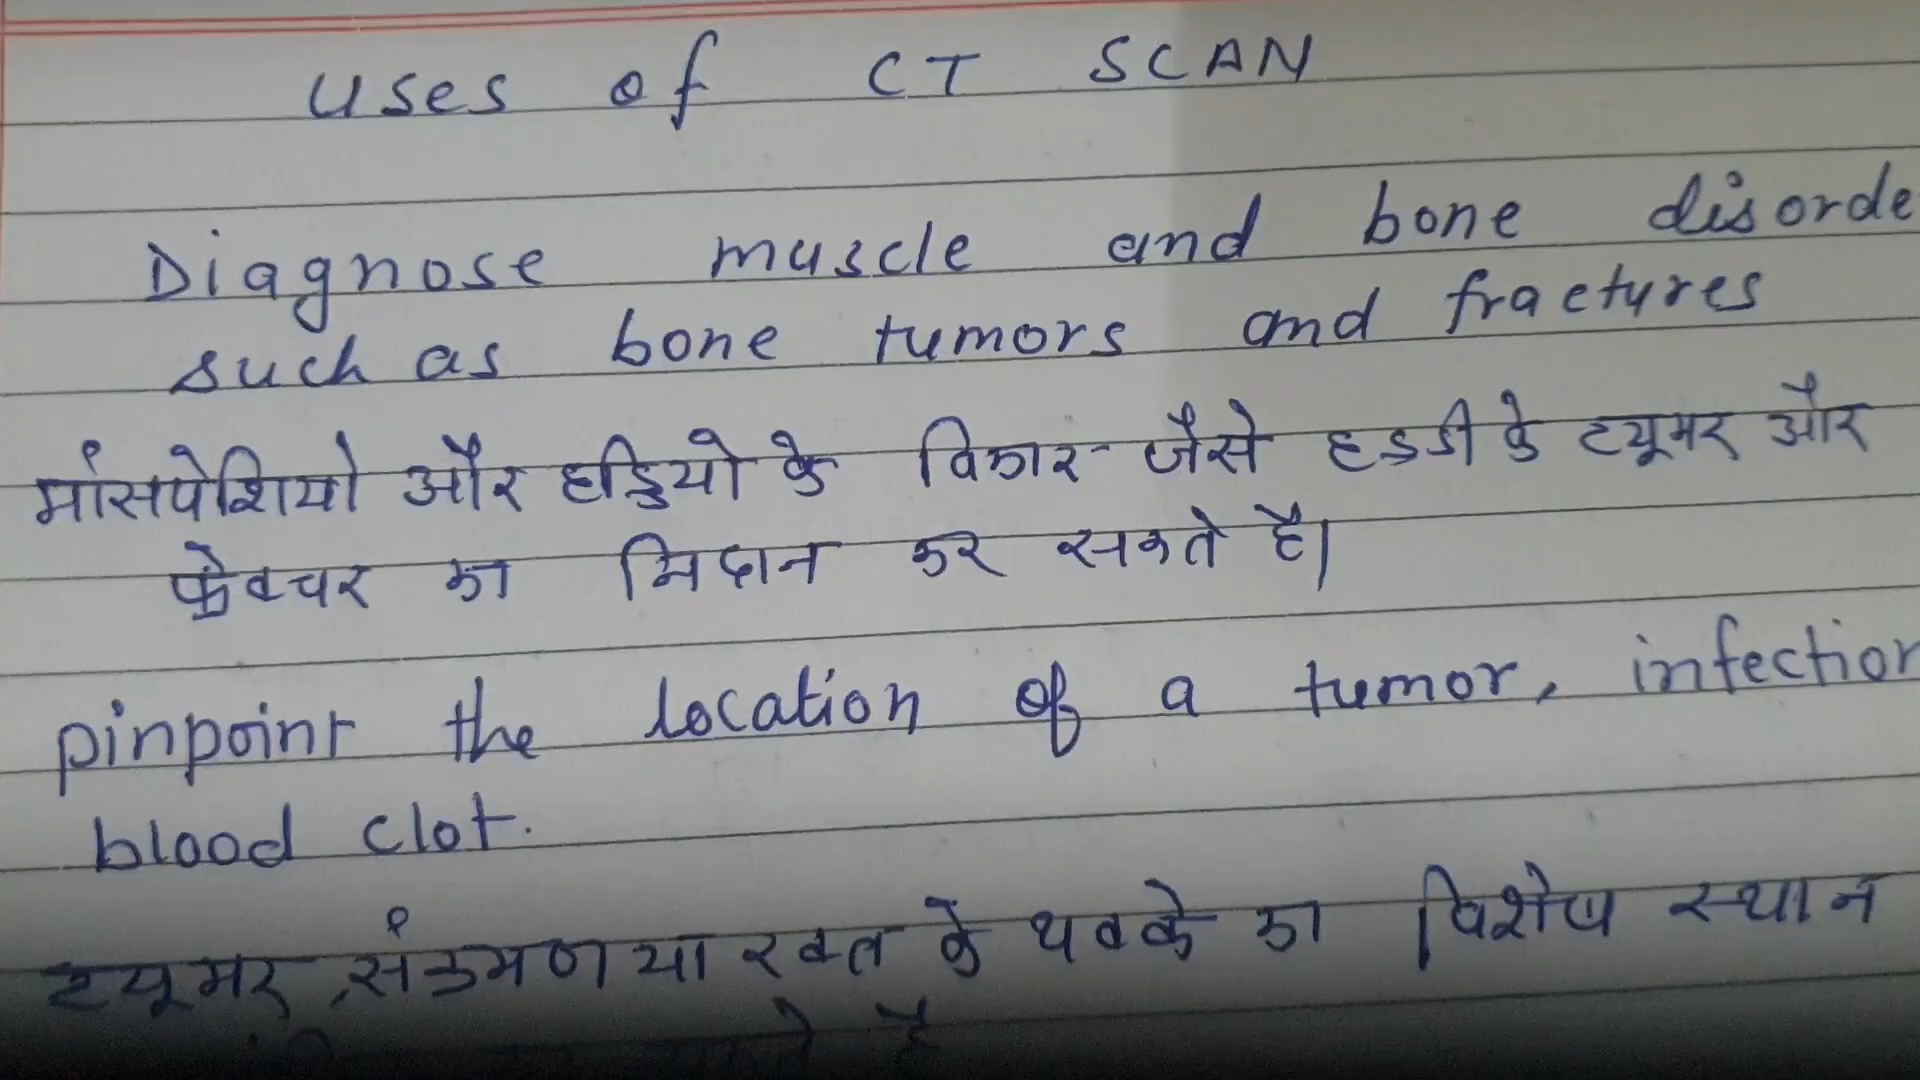 Uses of CT SCAN
Diagnose muscle and bone disorde
such as bone tumors and fractures
मांसपेशियो और हड्डियो के विकार जैसे हडडी के ट्यूमर और
फ्रेक्चर का निदान कर सकते है।
pinpoint the location of a tumor, infection
blood clot.
ट्यूमर, संक्रमण या रक्त के थक्के का विशेष स्थान
है